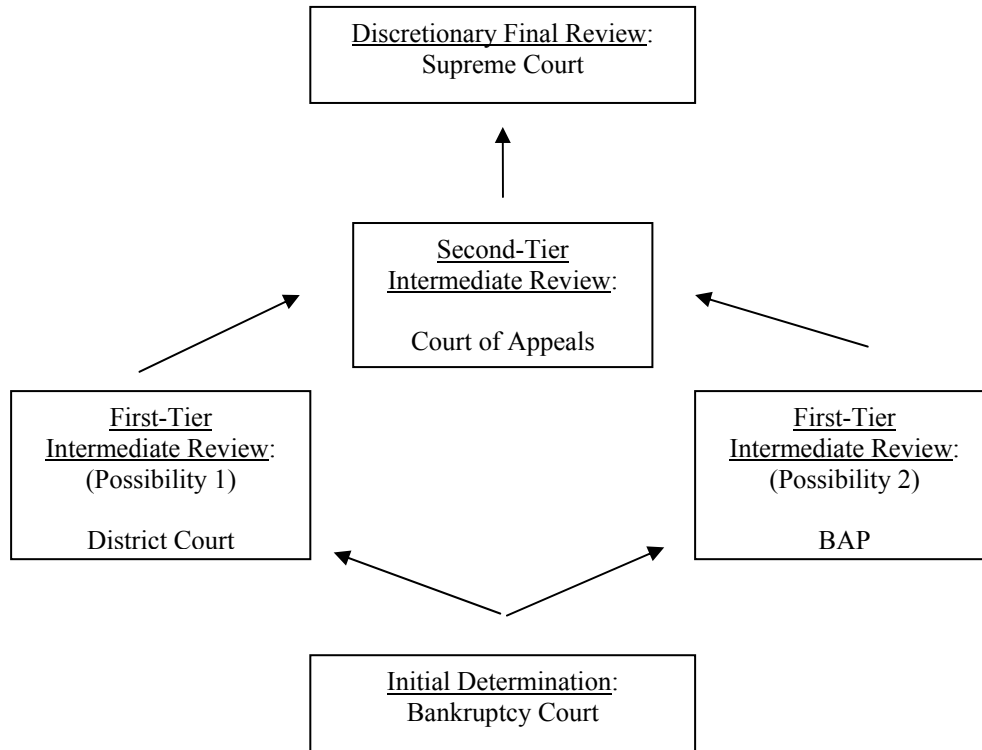 Discretionary Final Review:
Supreme Court
Second-Tier
Intermediate Review:
Court of Appeals
First-Tier
Intermediate Review:
(Possibility 1)
District Court
First-Tier
Intermediate Review:
(Possibility 2)
BAP
Initial Determination:
Bankruptcy Court